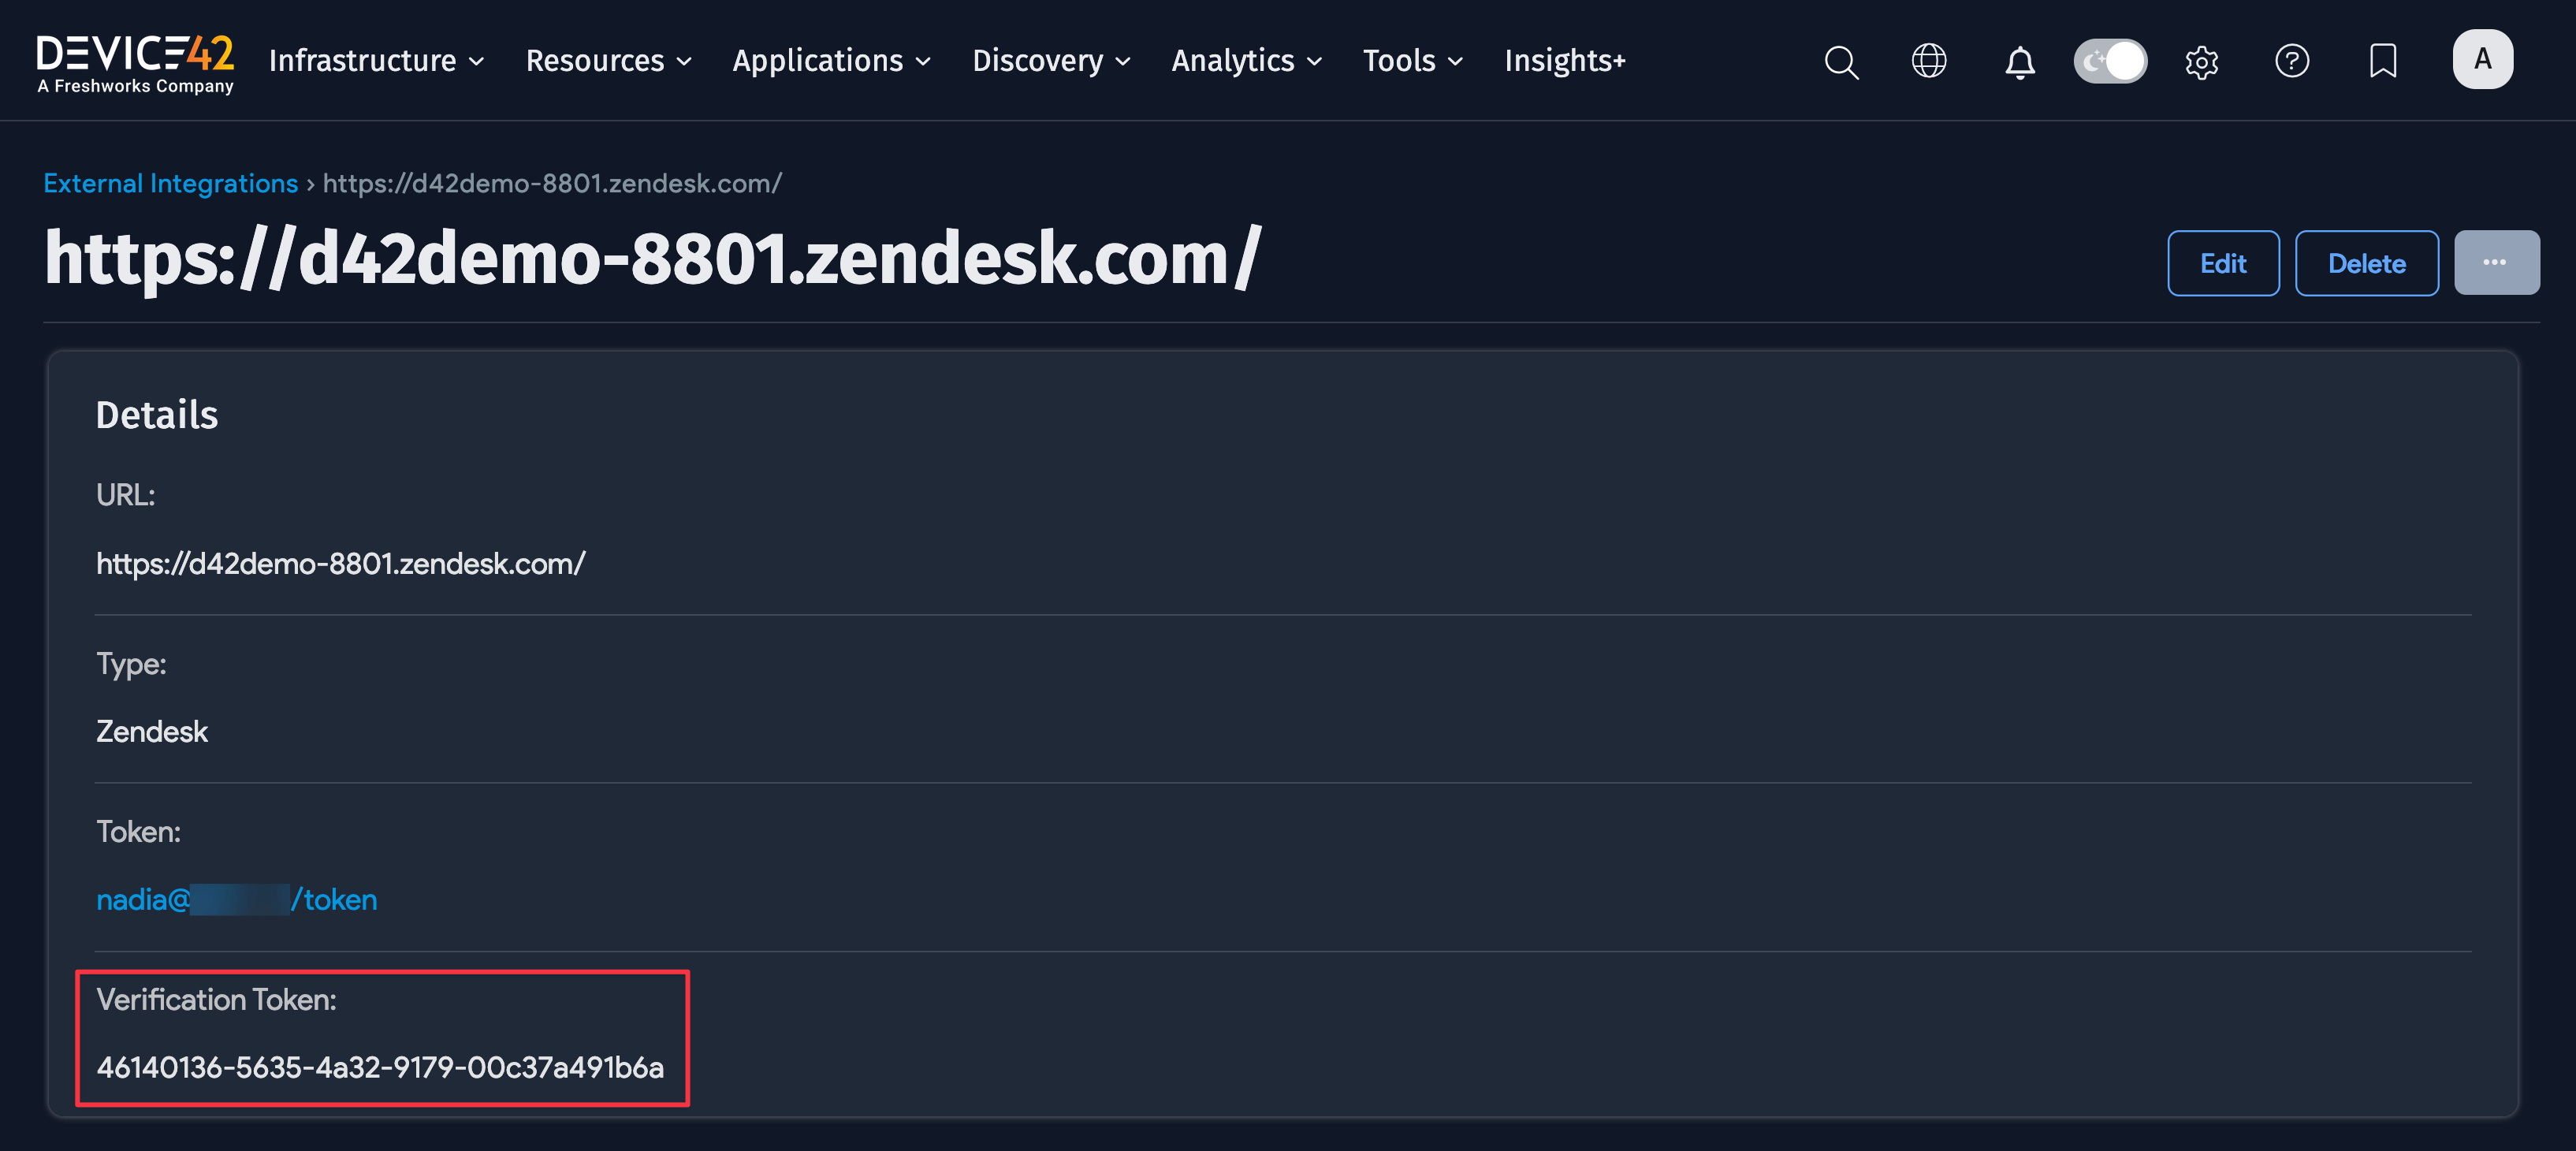 DEVICE42
A Freshworks Company
Infrastructure Resources Applications Discovery Analytics Tools Insights+ A
External Integrations › https://d42demo-8801.zendesk.com/
https://d42demo-8801.zendesk.com/
Edit Delete ...
Details
URL:
https://d42demo-8801.zendesk.com/
Type:
Zendesk
Token:
nadia@ /token
Verification Token:
46140136-5635-4a32-9179-00c37a491b6a